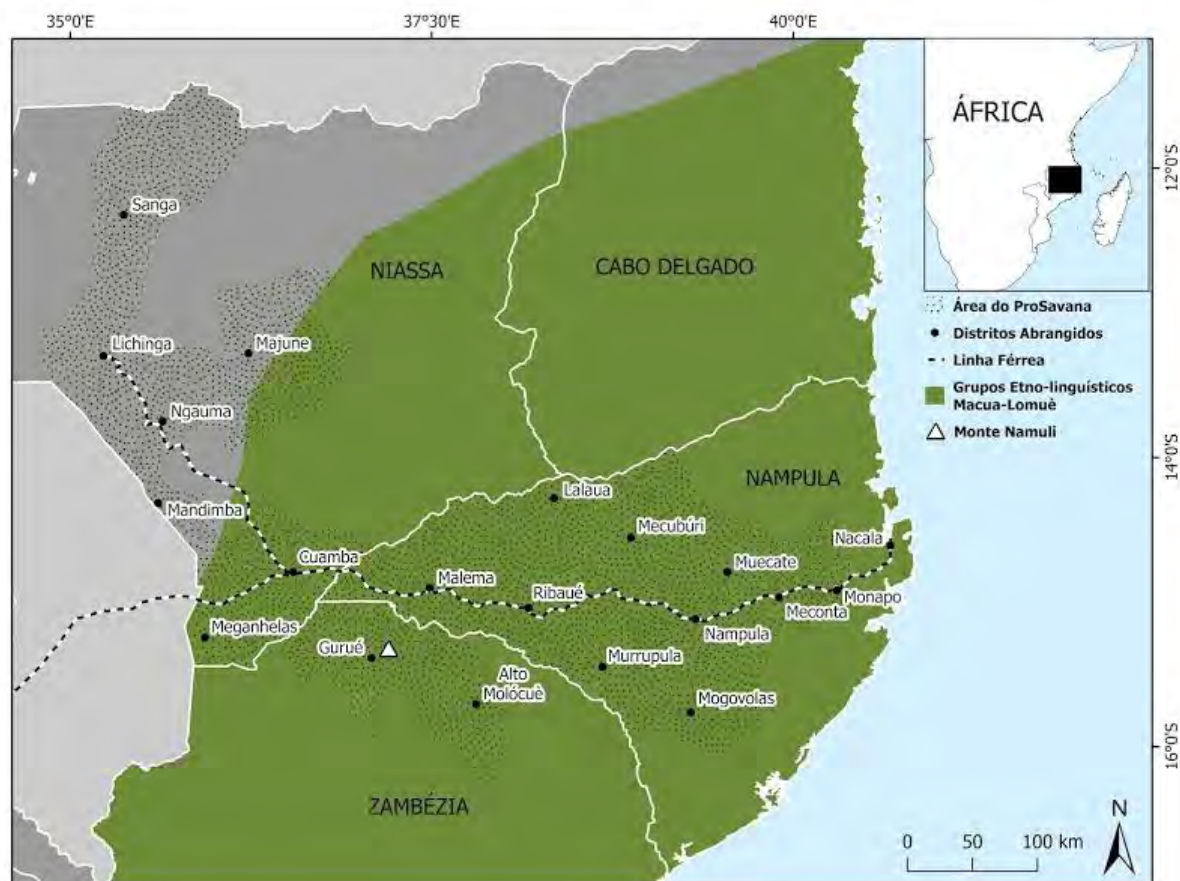 35°0'E
37°30'E
40°0'E
ÁFRICA
12°0'S
Sanga
NIASSA
CABO DELGADO
Área do ProSavana
Distritos Abrangidos
Linha Férrea
Grupos Etno-linguísticos
Macua-Lomuè
Monte Namuli
Lichinga
Majune
Ngauma
14°0'S
Lalaua
NAMPULA
Mandimba
Mecubúri
Nacala
Cuamba
Muecate
Malema
Ribaué
Monapo
Meconta
Nampula
Meganhelas
Gurué
Murrupula
Alto
Molócuè
Mogovolas
16°0'S
ZAMBÉZIA
N
0 50 100 km